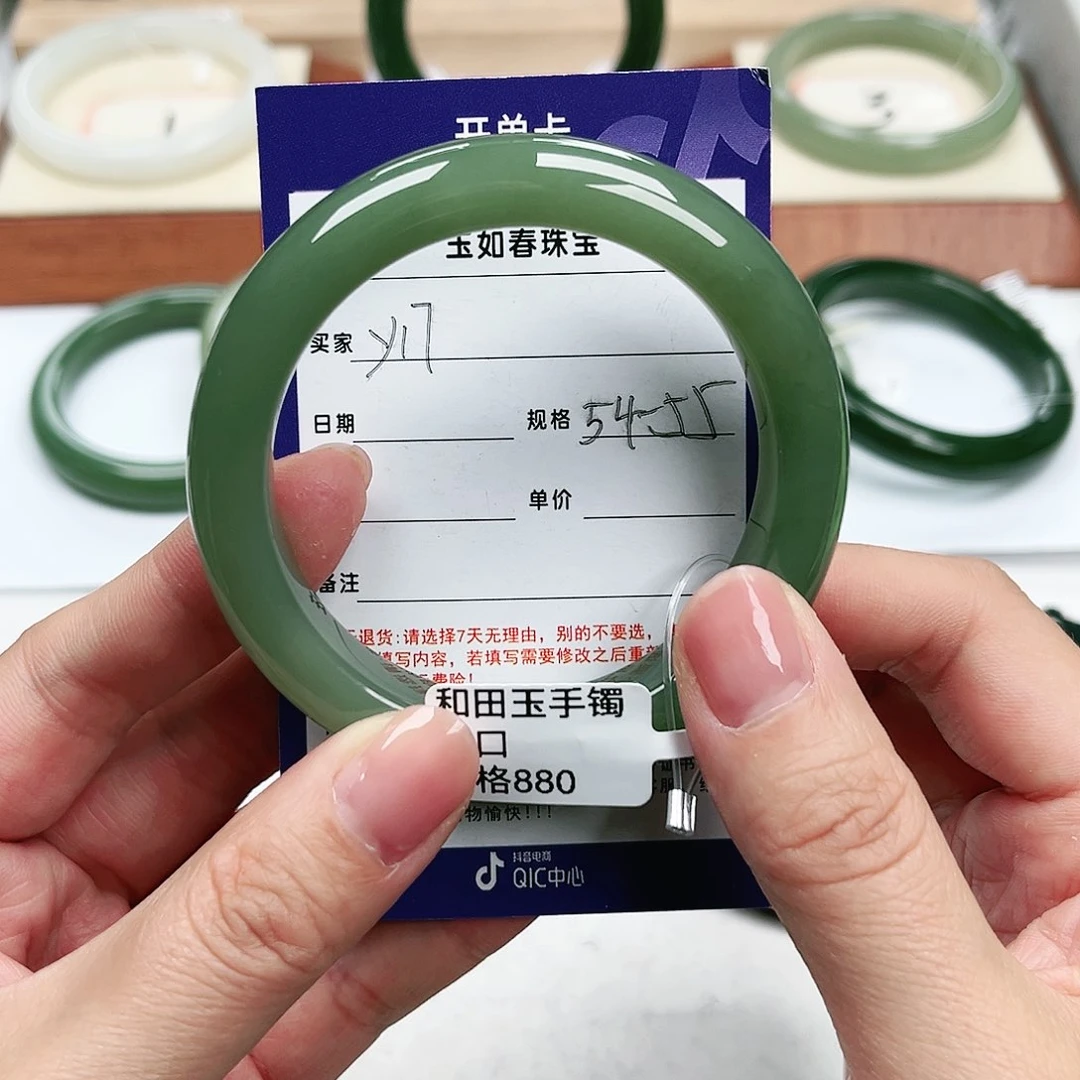 开单卡
玉如春珠宝
买家
日期
规格 54-55
单价
备注
退货:请选择7天无理由，别的不要选，
填写内容，若填写需要修改之后重新
费险!
和田玉手镯
口
格880
物愉快!!!
抖音电商
QIC中心